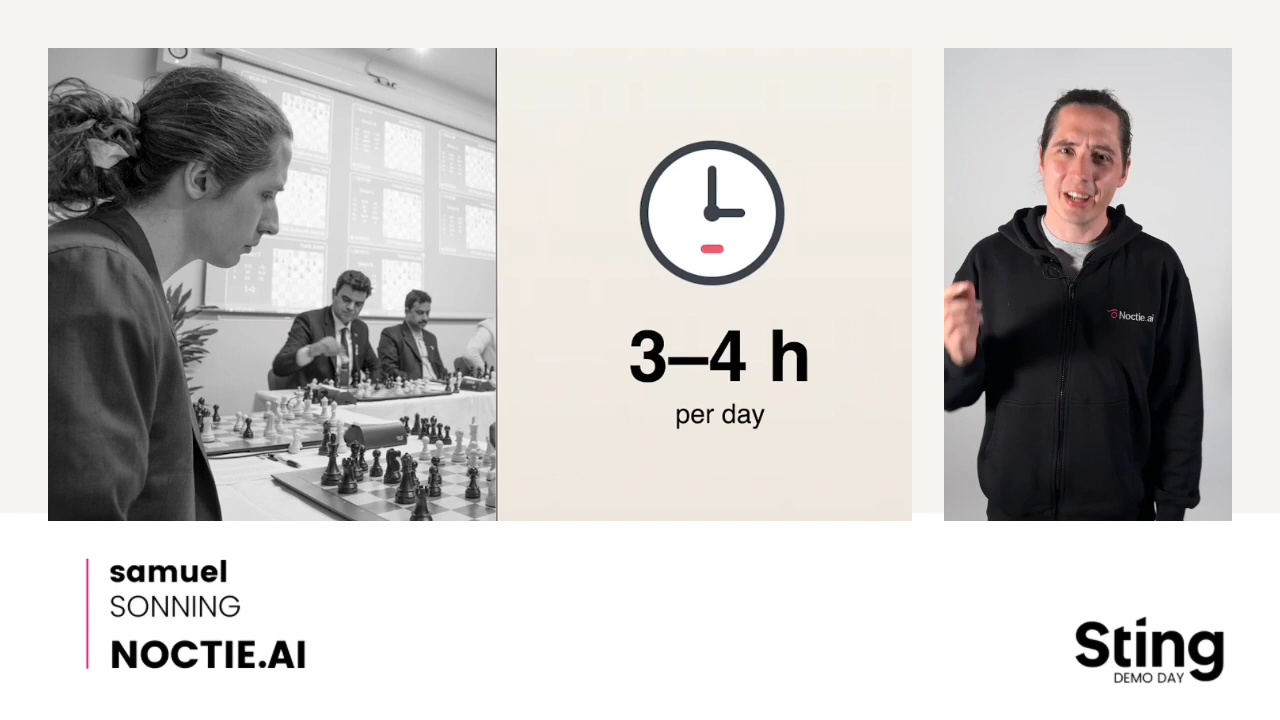 3–4 h
per day
Noctie.ai
samuel
SONNING
NOCTIE.AI
Sting
DEMO DAY